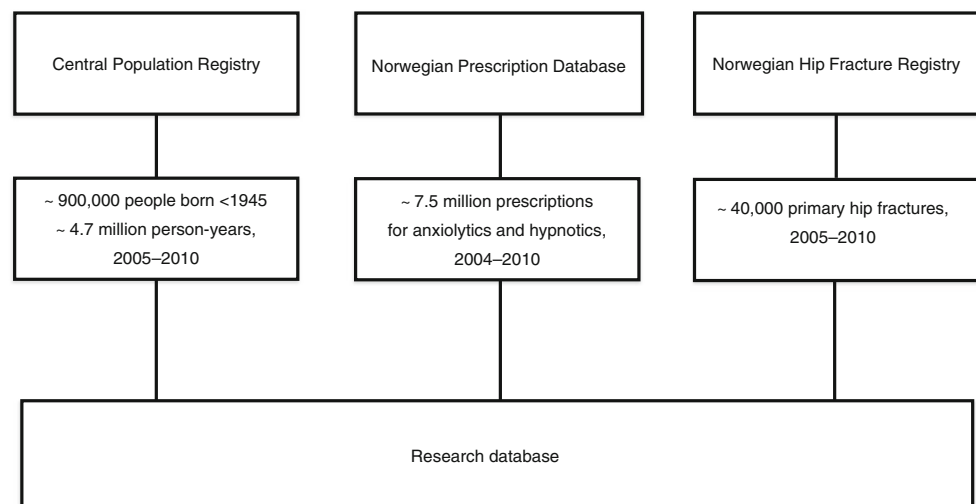 Central Population Registry
Norwegian Prescription Database
Norwegian Hip Fracture Registry
~ 900,000 people born <1945
~ 4.7 million person-years,
2005–2010
~ 7.5 million prescriptions
for anxiolytics and hypnotics,
2004–2010
~ 40,000 primary hip fractures,
2005–2010
Research database